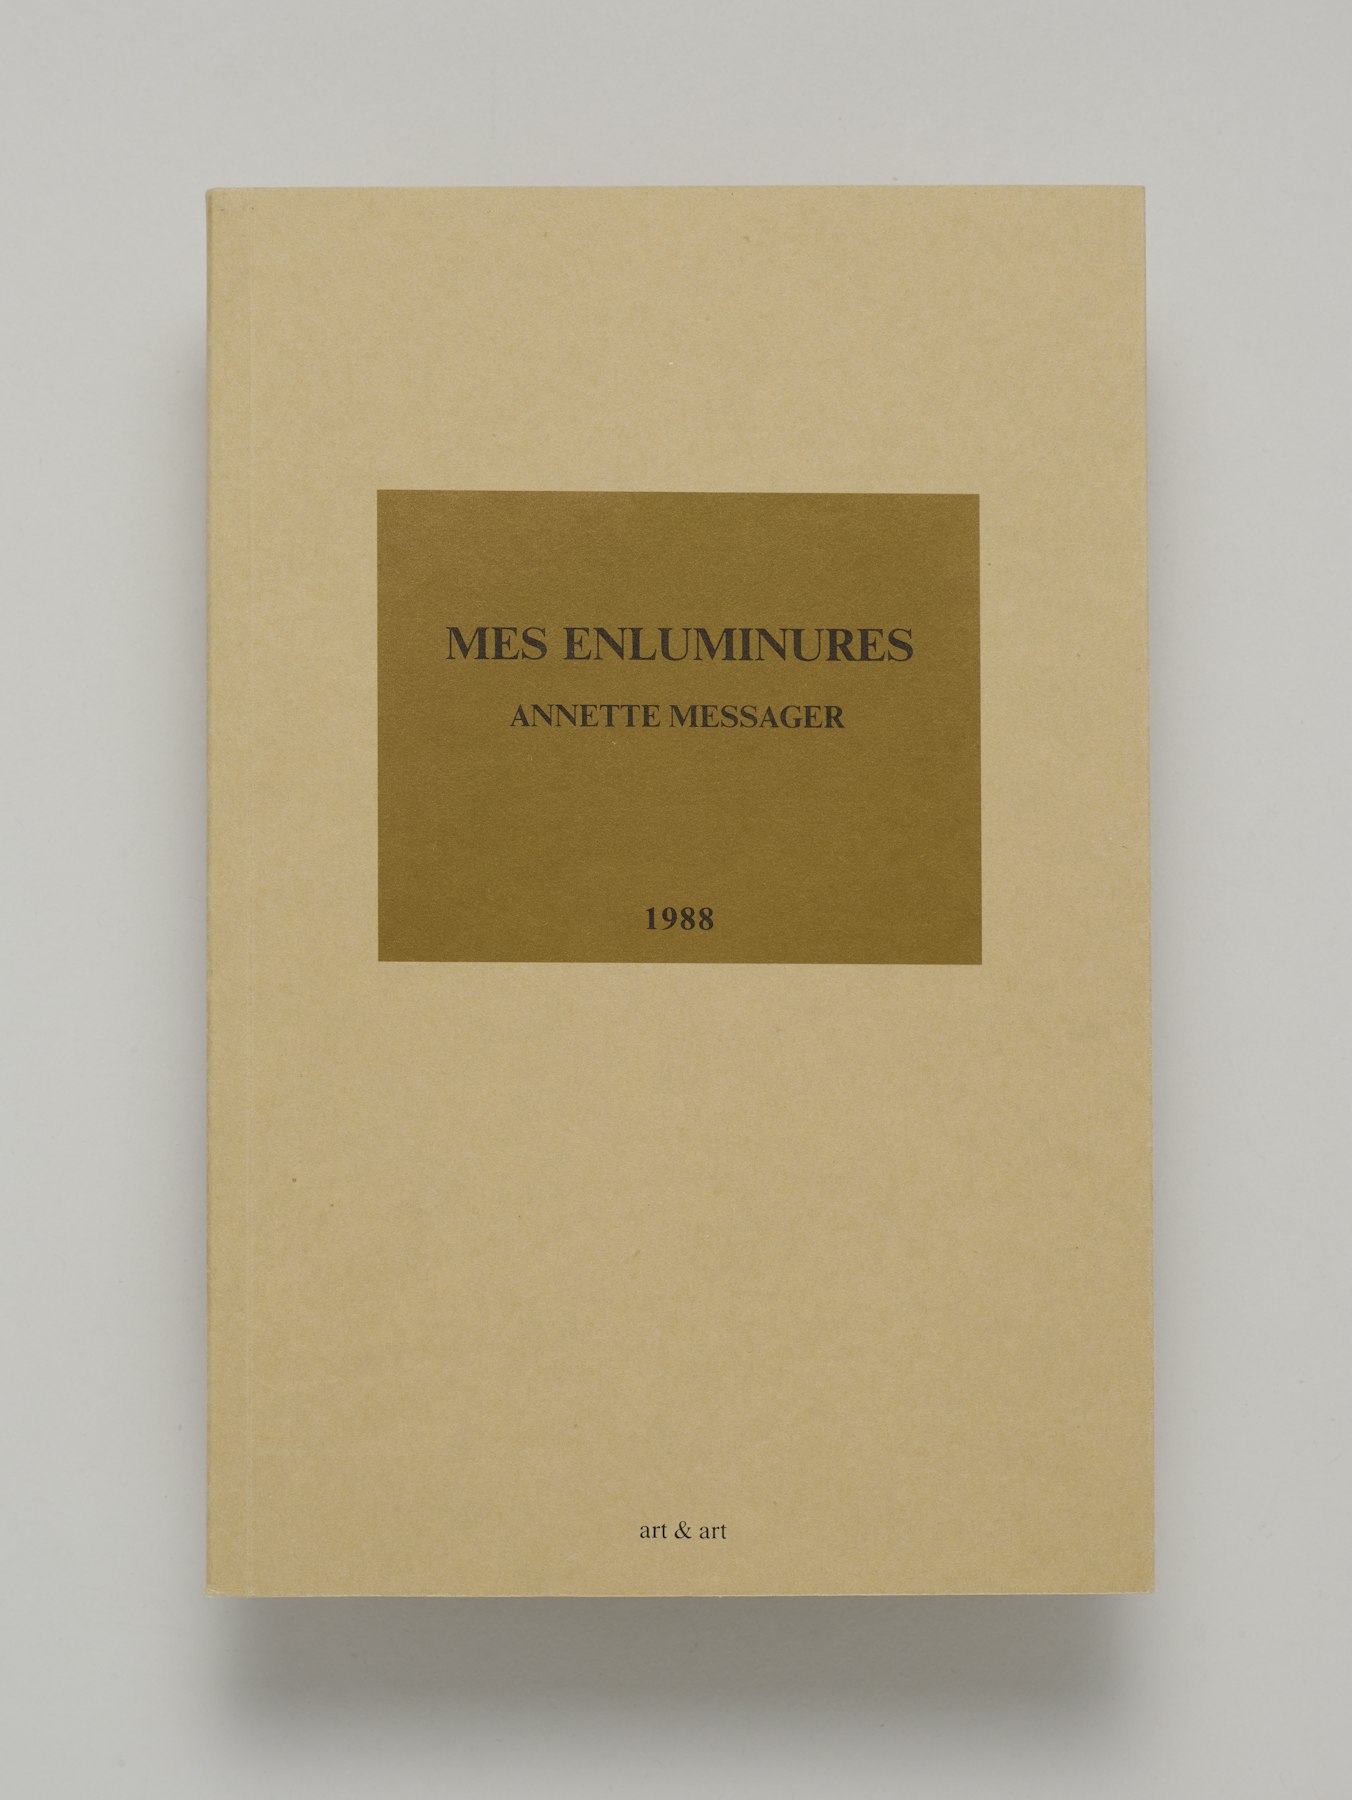 MES ENLUMINURES
ANNETTE MESSAGER
1988
art & art